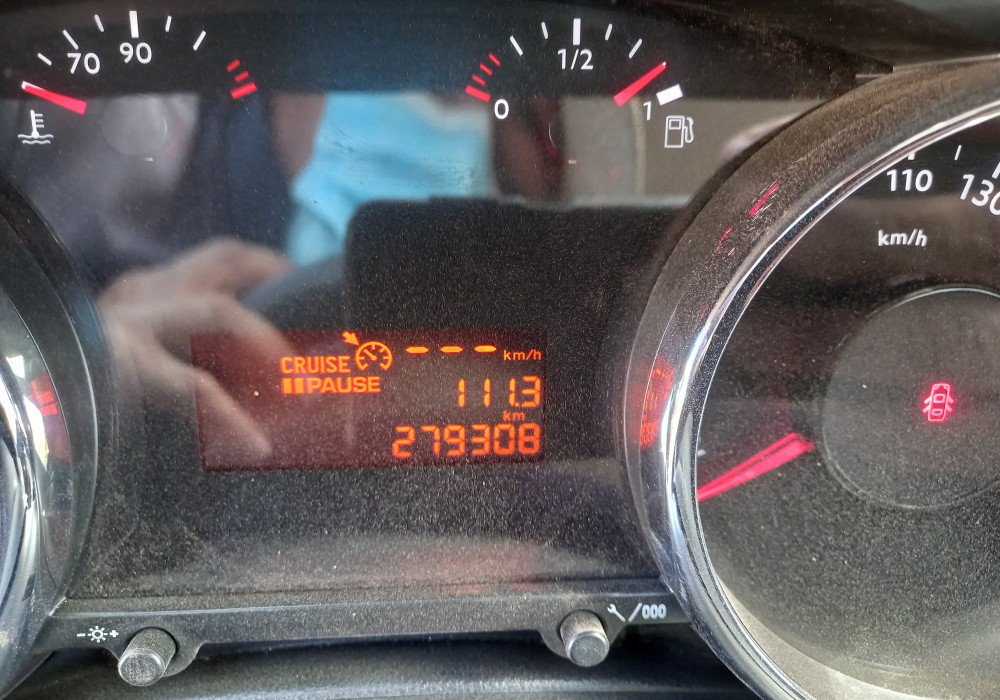 70 90
0 1/2 1
110 130
km/h
CRUISE --- km/h
PAUSE 111.3
km
279308
- +
/000